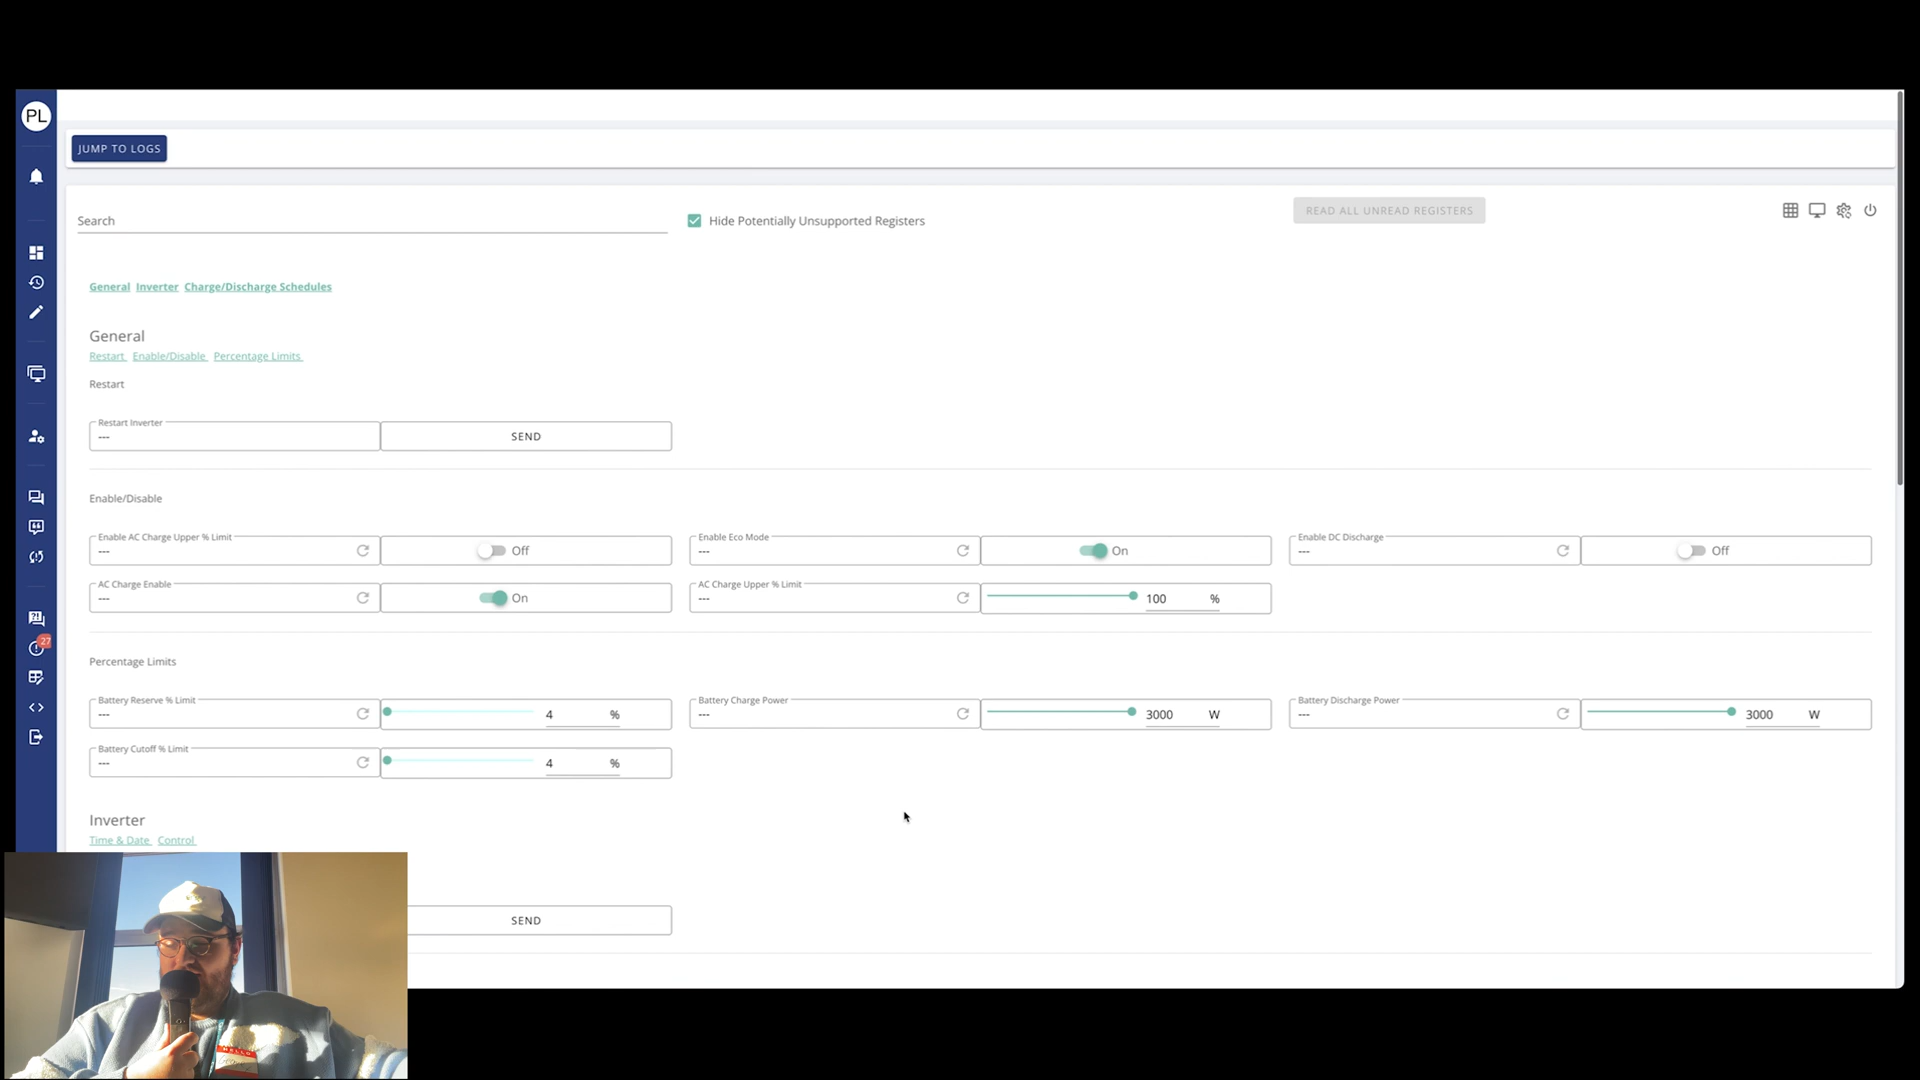 PL
JUMP TO LOGS
Search
Hide Potentially Unsupported Registers
READ ALL UNREAD REGISTERS
General Inverter Charge/Discharge Schedules
General
Restart Enable/Disable Percentage Limits
Restart
Restart Inverter
---
SEND
Enable/Disable
Enable AC Charge Upper % Limit
---
Off
Enable Eco Mode
---
On
Enable DC Discharge
---
Off
AC Charge Enable
---
On
AC Charge Upper % Limit
---
100 %
27
Percentage Limits
Battery Reserve % Limit
---
4 %
Battery Charge Power
---
3000 W
Battery Discharge Power
---
3000 W
Battery Cutoff % Limit
---
4 %
Inverter
Time & Date Control
SEND
HELLO